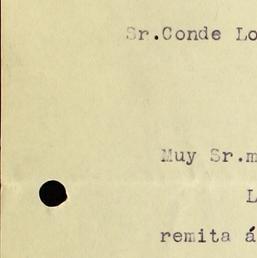 Sr.Conde Lo
Muy Sr.m
L
remita á